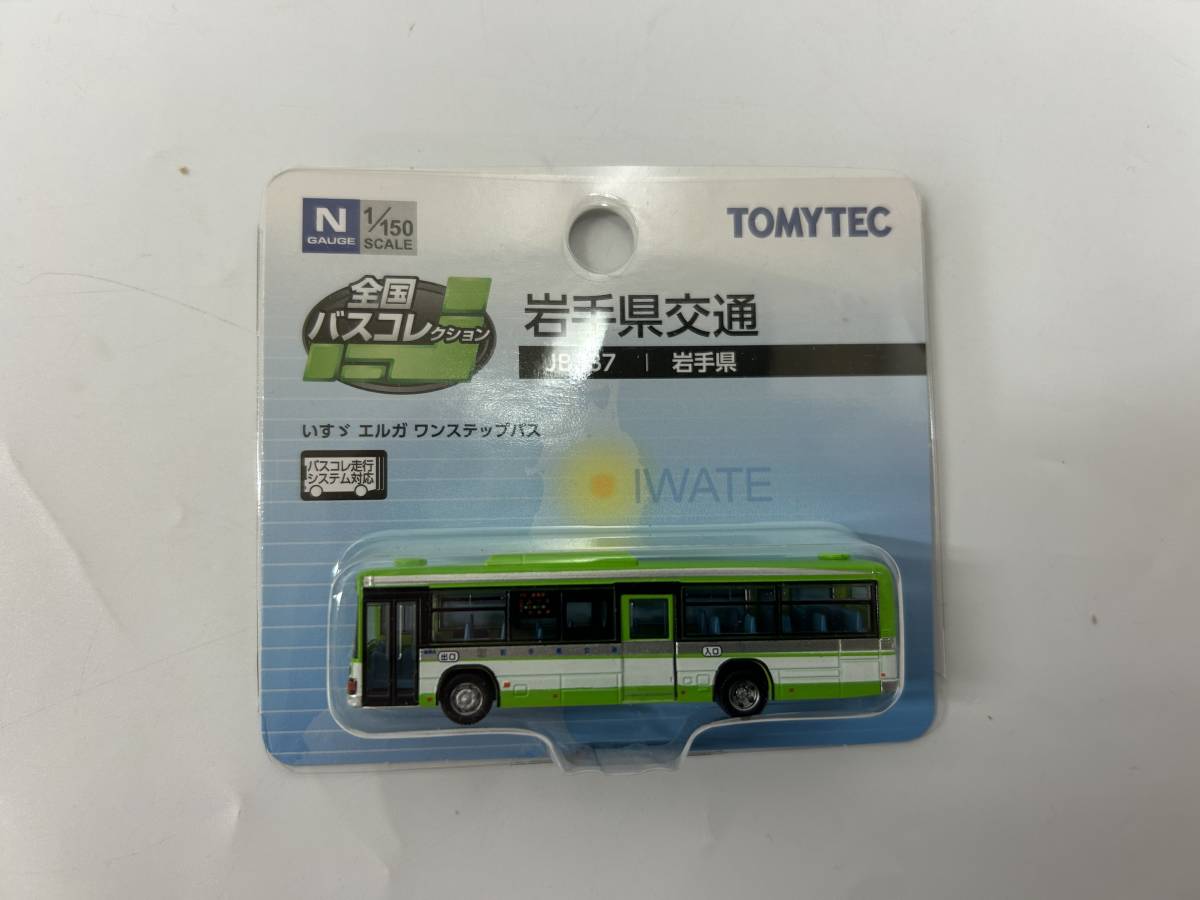 N
GAUGE
1/150
SCALE
TOMYTEC
全国
バスコレクション
岩手県交通
岩手県
いすゞ エルガ ワンステップバス
バスコレ走行
システム対応
IWATE
出口
入口